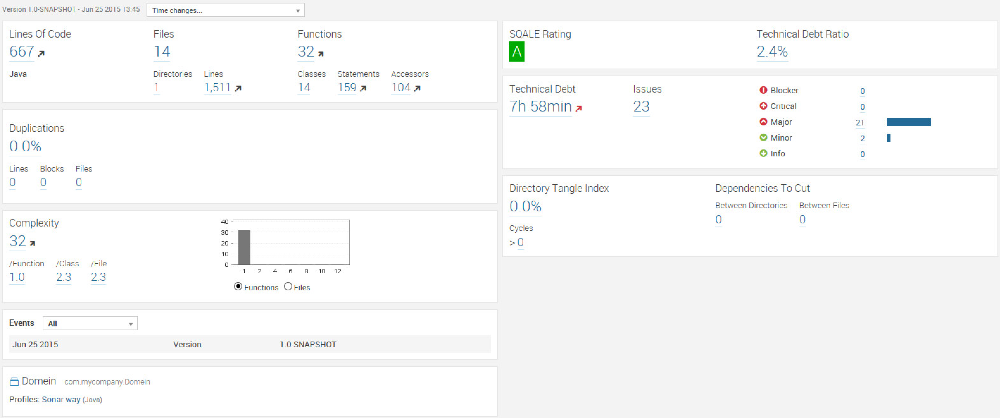 Version 1.0-SNAPSHOT - Jun 25 2015 13:45 Time changes...
Lines Of Code Files Functions
667 14 32
Java
Directories Lines Classes Statements Accessors
1 1,511 14 159 104
Duplications
0.0%
Lines Blocks Files
0 0 0
Complexity
32
/Function /Class /File
1.0 2.3 2.3
40
30
20
10
0
1 2 4 6 8 10 12
Functions Files
Events All
Jun 25 2015 Version 1.0-SNAPSHOT
Domein com.mycompany:Domein
Profiles: Sonar way (Java)
SQALE Rating Technical Debt Ratio
A 2.4%
Technical Debt Issues
7h 58min 23
Blocker 0
Critical 0
Major 21
Minor 2
Info 0
Directory Tangle Index Dependencies To Cut
0.0%
Between Directories Between Files
0 0
Cycles
> 0